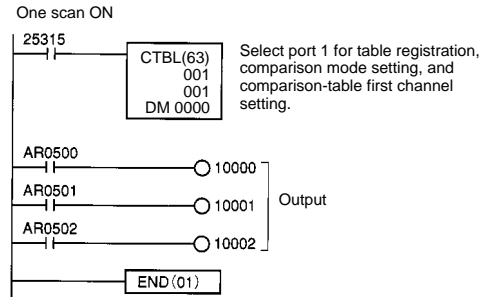 One scan ON
25315
CTBL(63)
001
001
DM 0000
Select port 1 for table registration,
comparison mode setting, and
comparison-table first channel
setting.
AR0500
10000
AR0501
10001
Output
AR0502
10002
END(01)